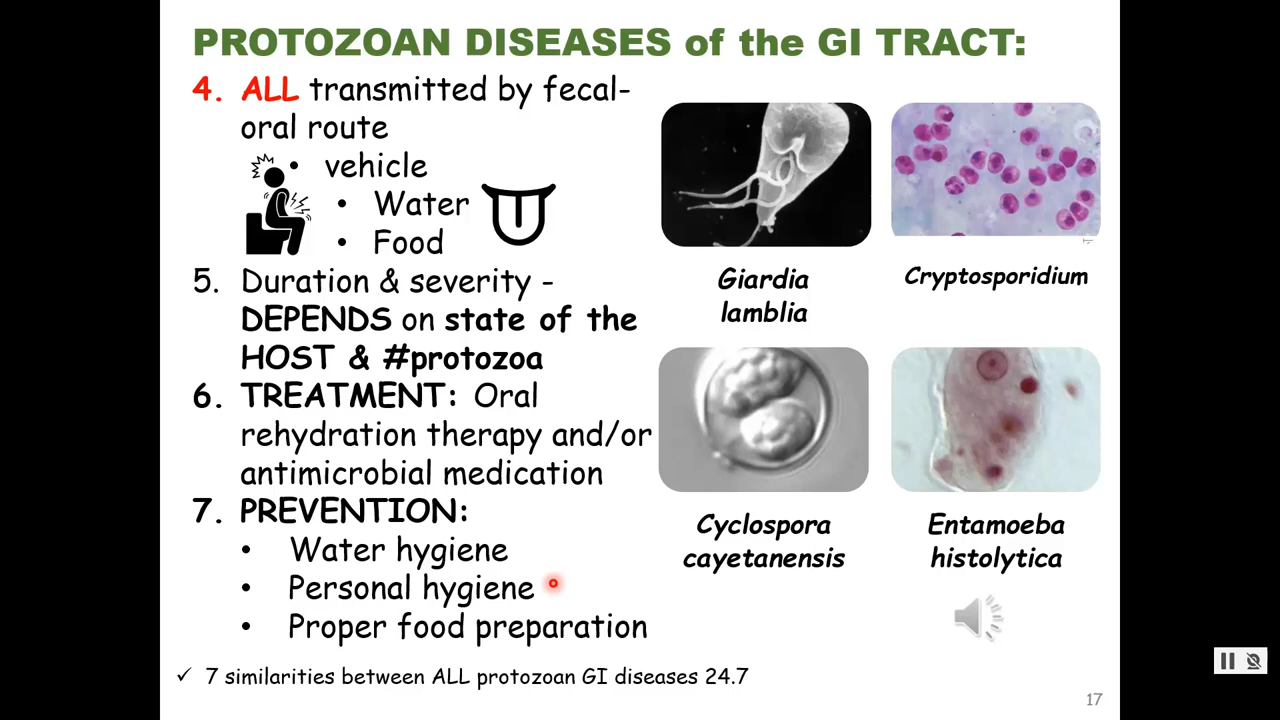 PROTOZOAN DISEASES of the GI TRACT:
4. ALL transmitted by fecal-
oral route
• vehicle
• Water
• Food
5. Duration & severity -
DEPENDS on state of the
HOST & #protozoa
6. TREATMENT: Oral
rehydration therapy and/or
antimicrobial medication
7. PREVENTION:
• Water hygiene
• Personal hygiene
• Proper food preparation
Giardia
lamblia
Cryptosporidium
Cyclospora
cayetanensis
Entamoeba
histolytica
✓ 7 similarities between ALL protozoan GI diseases 24.7
17